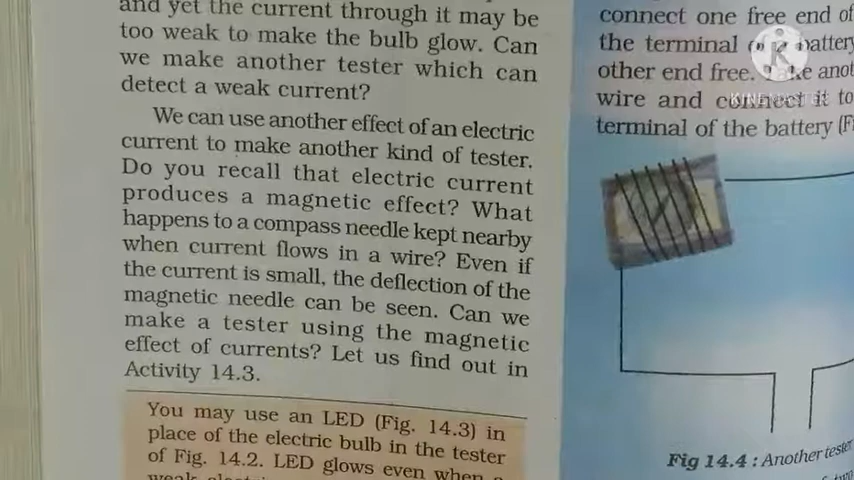 and yet the current through it may be
too weak to make the bulb glow. Can
we make another tester which can
detect a weak current?
We can use another effect of an electric
current to make another kind of tester.
Do you recall that electric current
produces a magnetic effect? What
happens to a compass needle kept nearby
when current flows in a wire? Even if
the current is small, the deflection of the
magnetic needle can be seen. Can we
make a tester using the magnetic
effect of currents? Let us find out in
Activity 14.3.
You may use an LED (Fig. 14.3) in
place of the electric bulb in the tester
of Fig. 14.2. LED glows even when a
connect one free end of
the terminal battery
other end free. anot
wire and connect it to
terminal of the battery (F
Fig 14.4 : Another tester
KINEMASTER